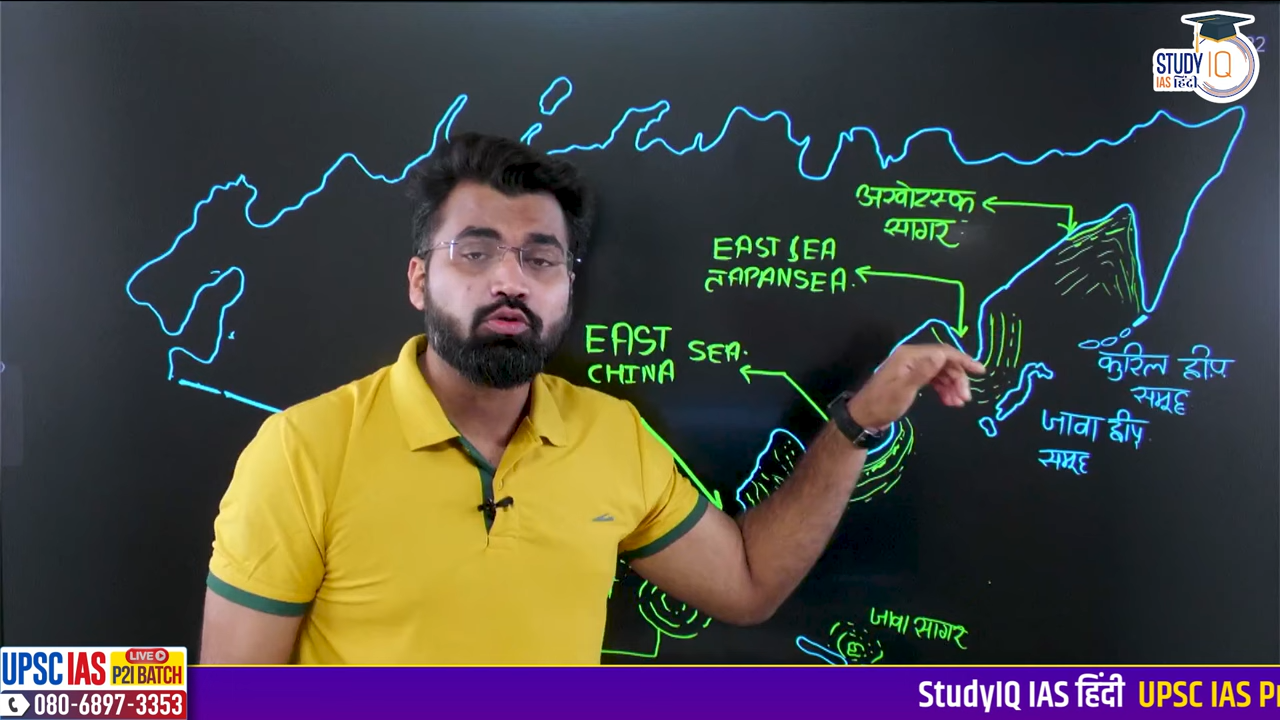 STUDY IQ
IAS हिंदी
अखोटस्क
सागर
EAST SEA
JAPANSEA.
EAST SEA.
CHINA
कुरिल द्वीप
समूह
जावा द्वीप
समूह
जावा सागर
UPSC IAS
LIVE
P2I BATCH
080-6897-3353
StudyIQ IAS हिंदी UPSC IAS